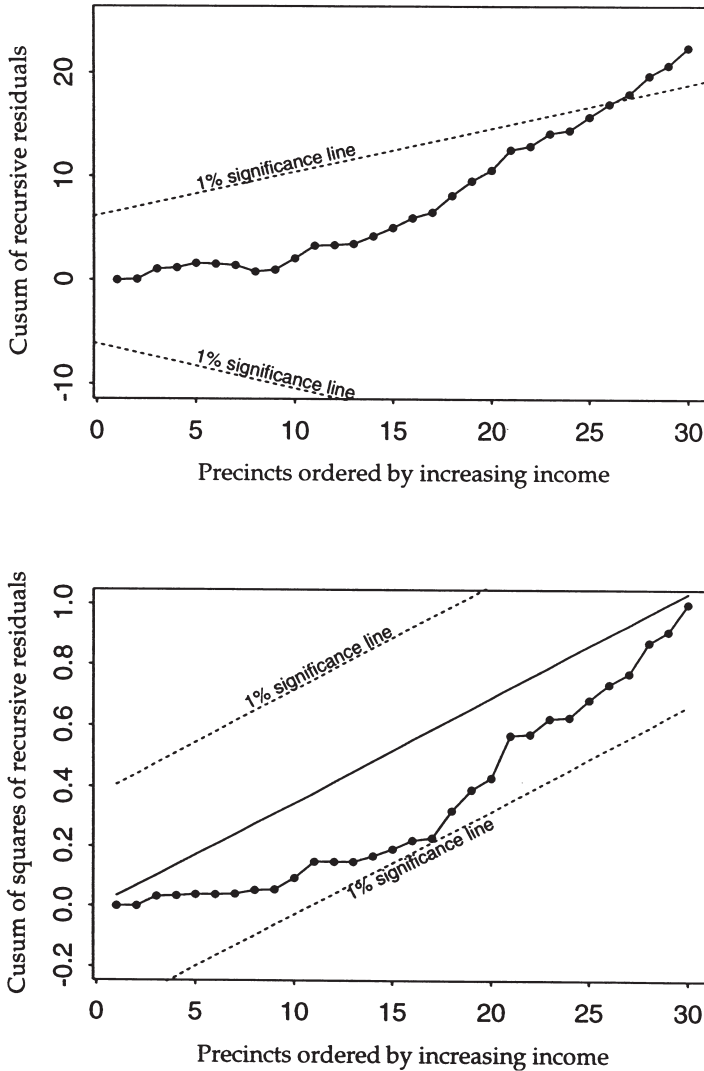 Cusum of recursive residuals
20
10
0
-10
1% significance line
1% significance line
0 5 10 15 20 25 30
Precincts ordered by increasing income
Cusum of squares of recursive residuals
1.0
0.8
0.6
0.4
0.2
0.0
-0.2
1% significance line
1% significance line
0 5 10 15 20 25 30
Precincts ordered by increasing income